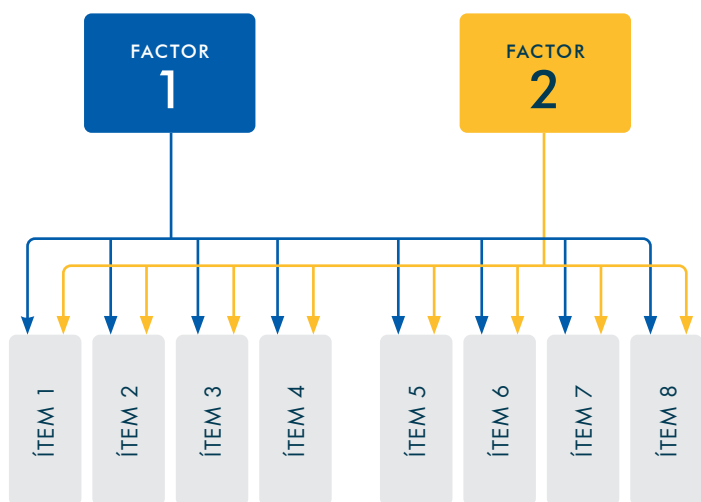 FACTOR
1
FACTOR
2
ÍTEM 1
ÍTEM 2
ÍTEM 3
ÍTEM 4
ÍTEM 5
ÍTEM 6
ÍTEM 7
ÍTEM 8